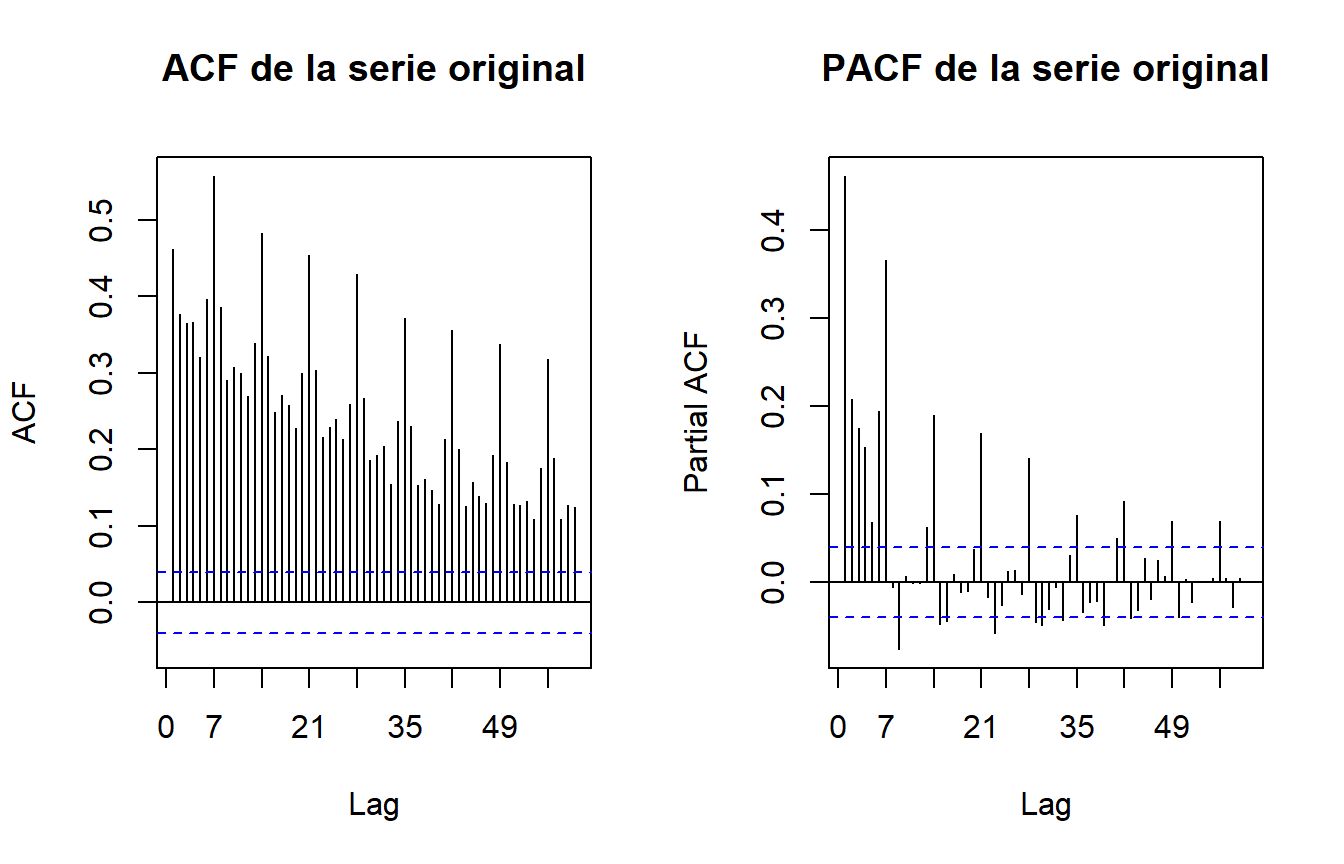 ACF de la serie original
ACF
0.5
0.4
0.3
0.2
0.1
0.0
0 7 21 35 49
Lag
PACF de la serie original
Partial ACF
0.4
0.3
0.2
0.1
0.0
0 7 21 35 49
Lag